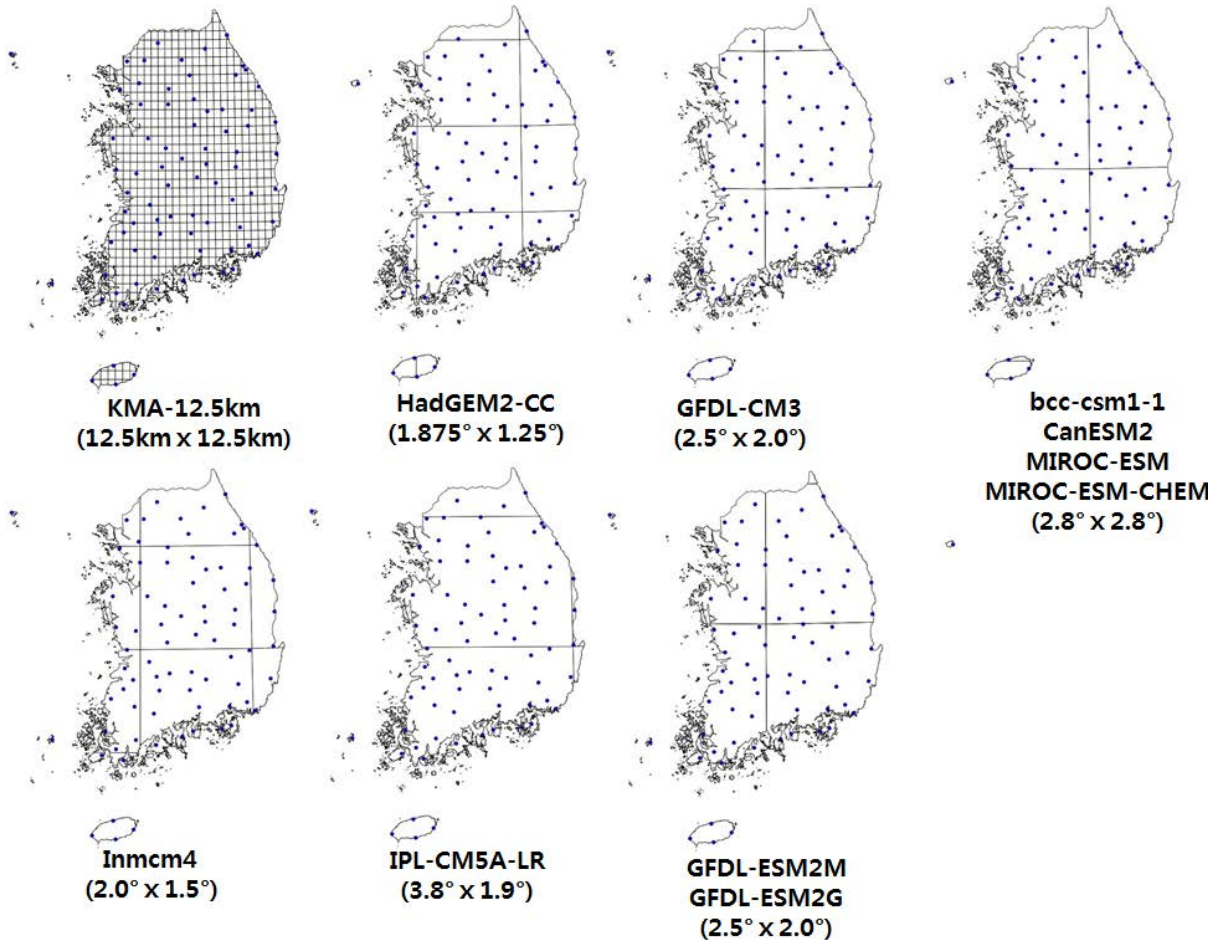 KMA-12.5km
(12.5km x 12.5km)
HadGEM2-CC
(1.875° x 1.25°)
GFDL-CM3
(2.5° x 2.0°)
bcc-csm1-1
CanESM2
MIROC-ESM
MIROC-ESM-CHEM
(2.8° x 2.8°)
Inmcm4
(2.0° x 1.5°)
IPL-CM5A-LR
(3.8° x 1.9°)
GFDL-ESM2M
GFDL-ESM2G
(2.5° x 2.0°)